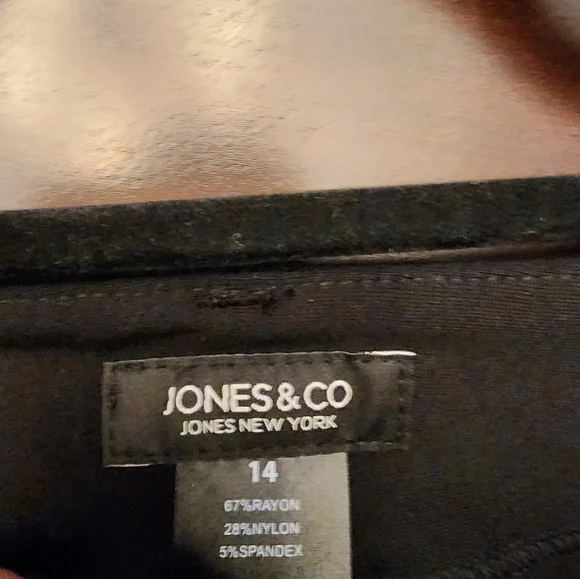 JONES&CO
JONES NEW YORK
14
67%RAYON
28%NYLON
5%SPANDEX